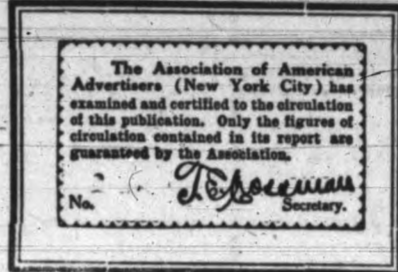 The Association of American
Advertisers (New York City) has
examined and certified to the circulation
of this publication. Only the figures of
circulation contained in its report are
guaranteed by the Association.
No.
Secretary.